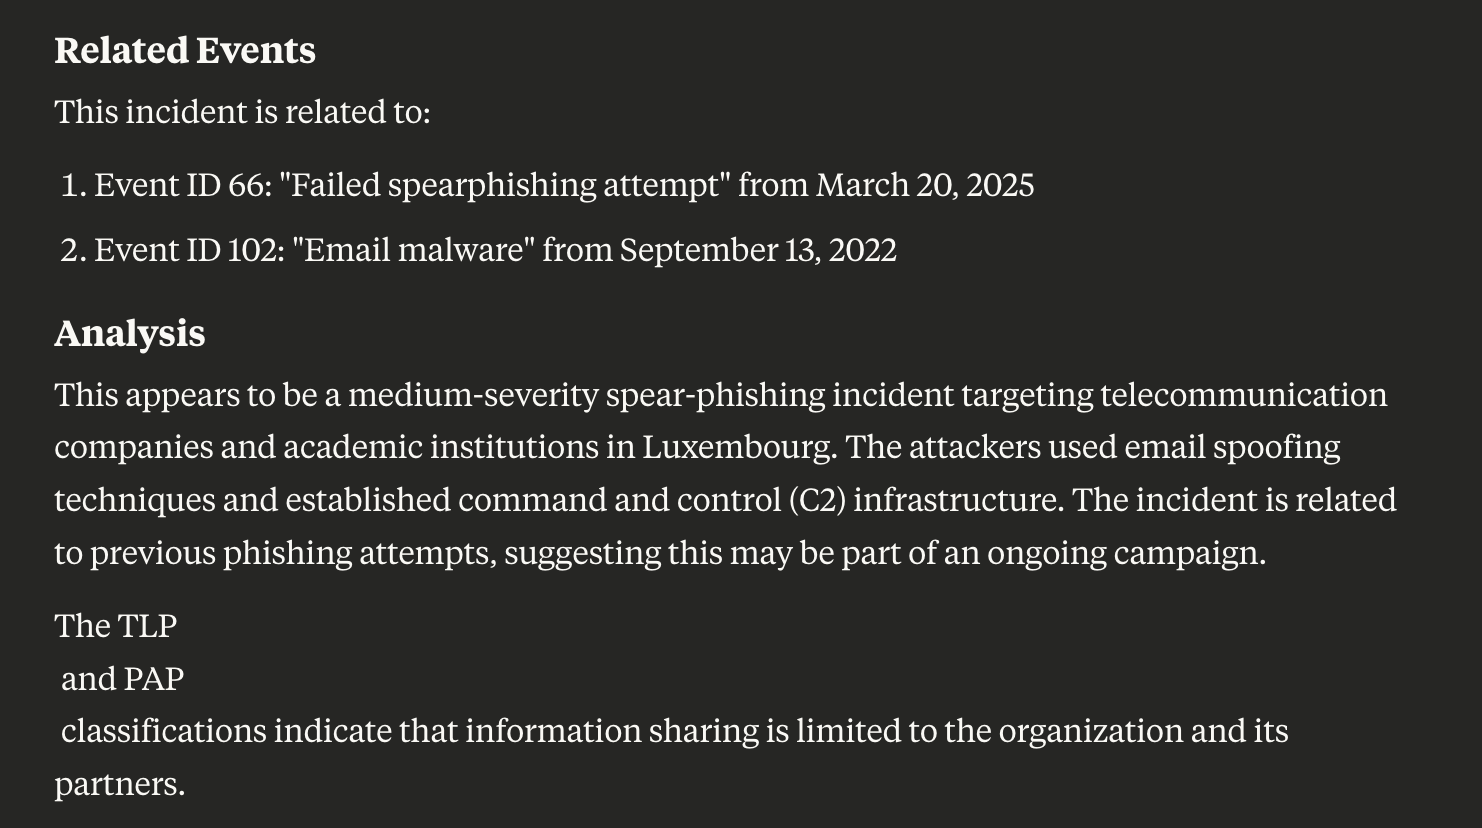 Related Events
This incident is related to:
1. Event ID 66: "Failed spearphishing attempt" from March 20, 2025
2. Event ID 102: "Email malware" from September 13, 2022
Analysis
This appears to be a medium-severity spear-phishing incident targeting telecommunication
companies and academic institutions in Luxembourg. The attackers used email spoofing
techniques and established command and control (C2) infrastructure. The incident is related
to previous phishing attempts, suggesting this may be part of an ongoing campaign.
The TLP
and PAP
classifications indicate that information sharing is limited to the organization and its
partners.